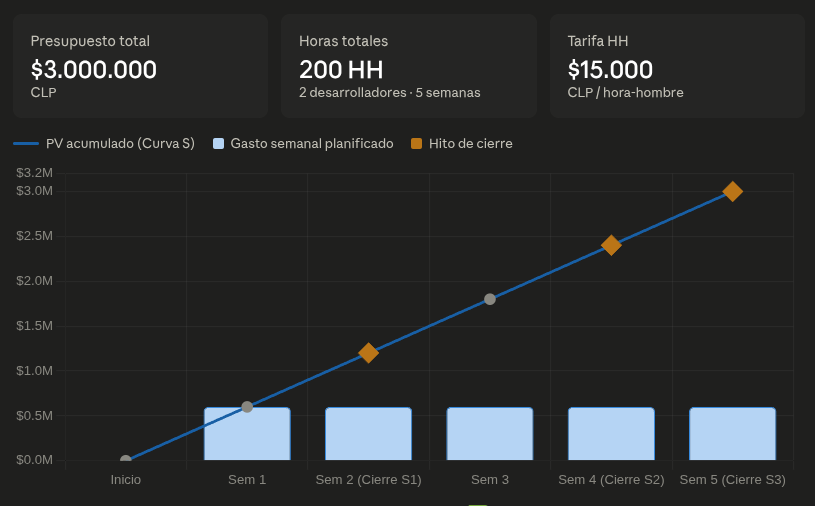 Presupuesto total
$3.000.000
CLP
Horas totales
200 HH
2 desarrolladores · 5 semanas
Tarifa HH
$15.000
CLP / hora-hombre
PV acumulado (Curva S)
Gasto semanal planificado
Hito de cierre
$3.2M
$3.0M
$2.5M
$2.0M
$1.5M
$1.0M
$0.5M
$0.0M
Inicio
Sem 1
Sem 2 (Cierre S1)
Sem 3
Sem 4 (Cierre S2)
Sem 5 (Cierre S3)